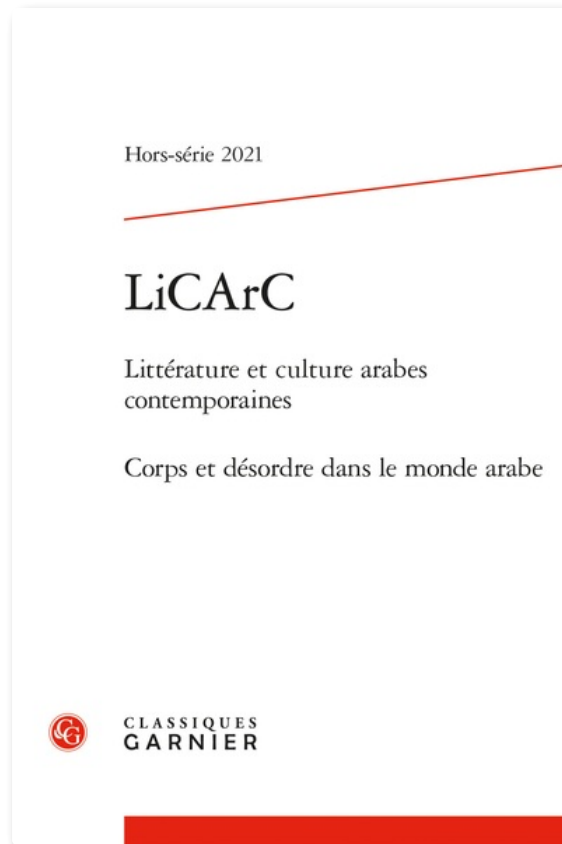 Hors-série 2021
LiCArC
Littérature et culture arabes
contemporaines
Corps et désordre dans le monde arabe
CG
CLASSIQUES
GARNIER